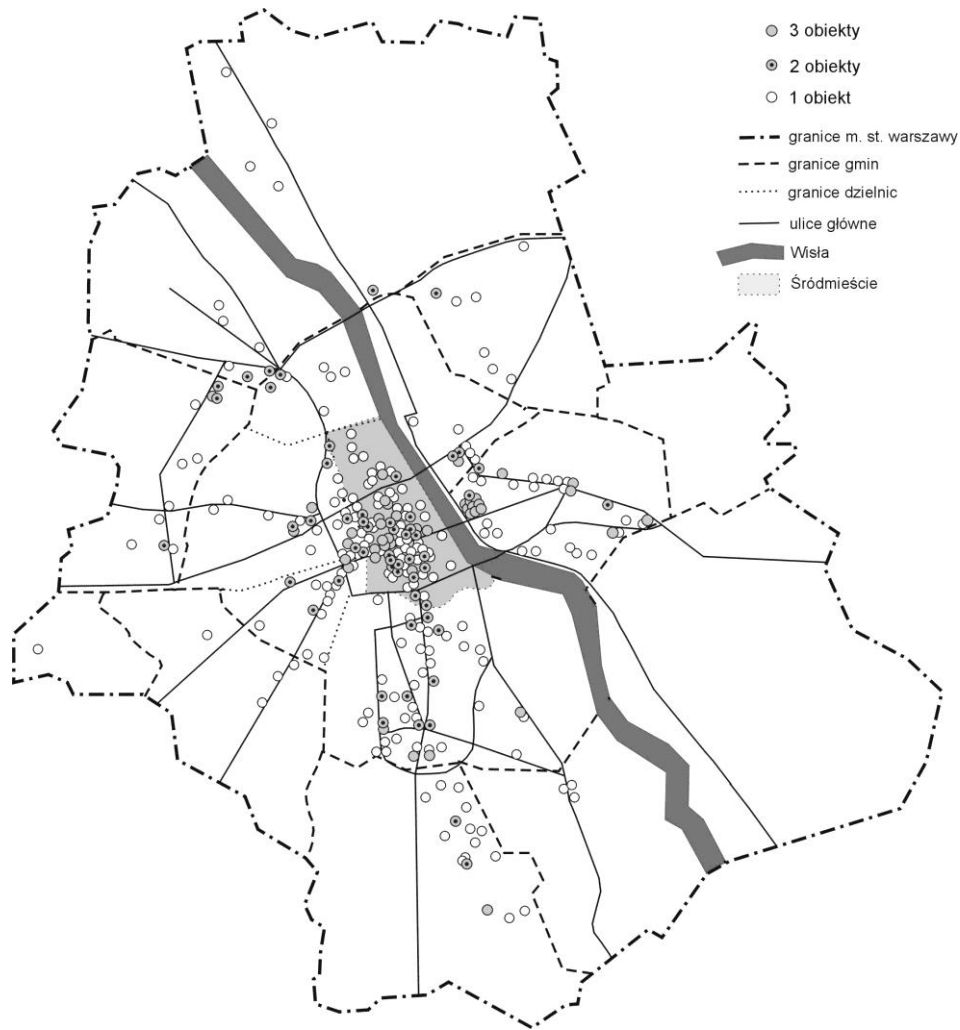 3 obiekty
2 obiekty
1 obiekt
granice m. st. warszawy
granice gmin
granice dzielnic
ulice główne
Wisła
Śródmieście